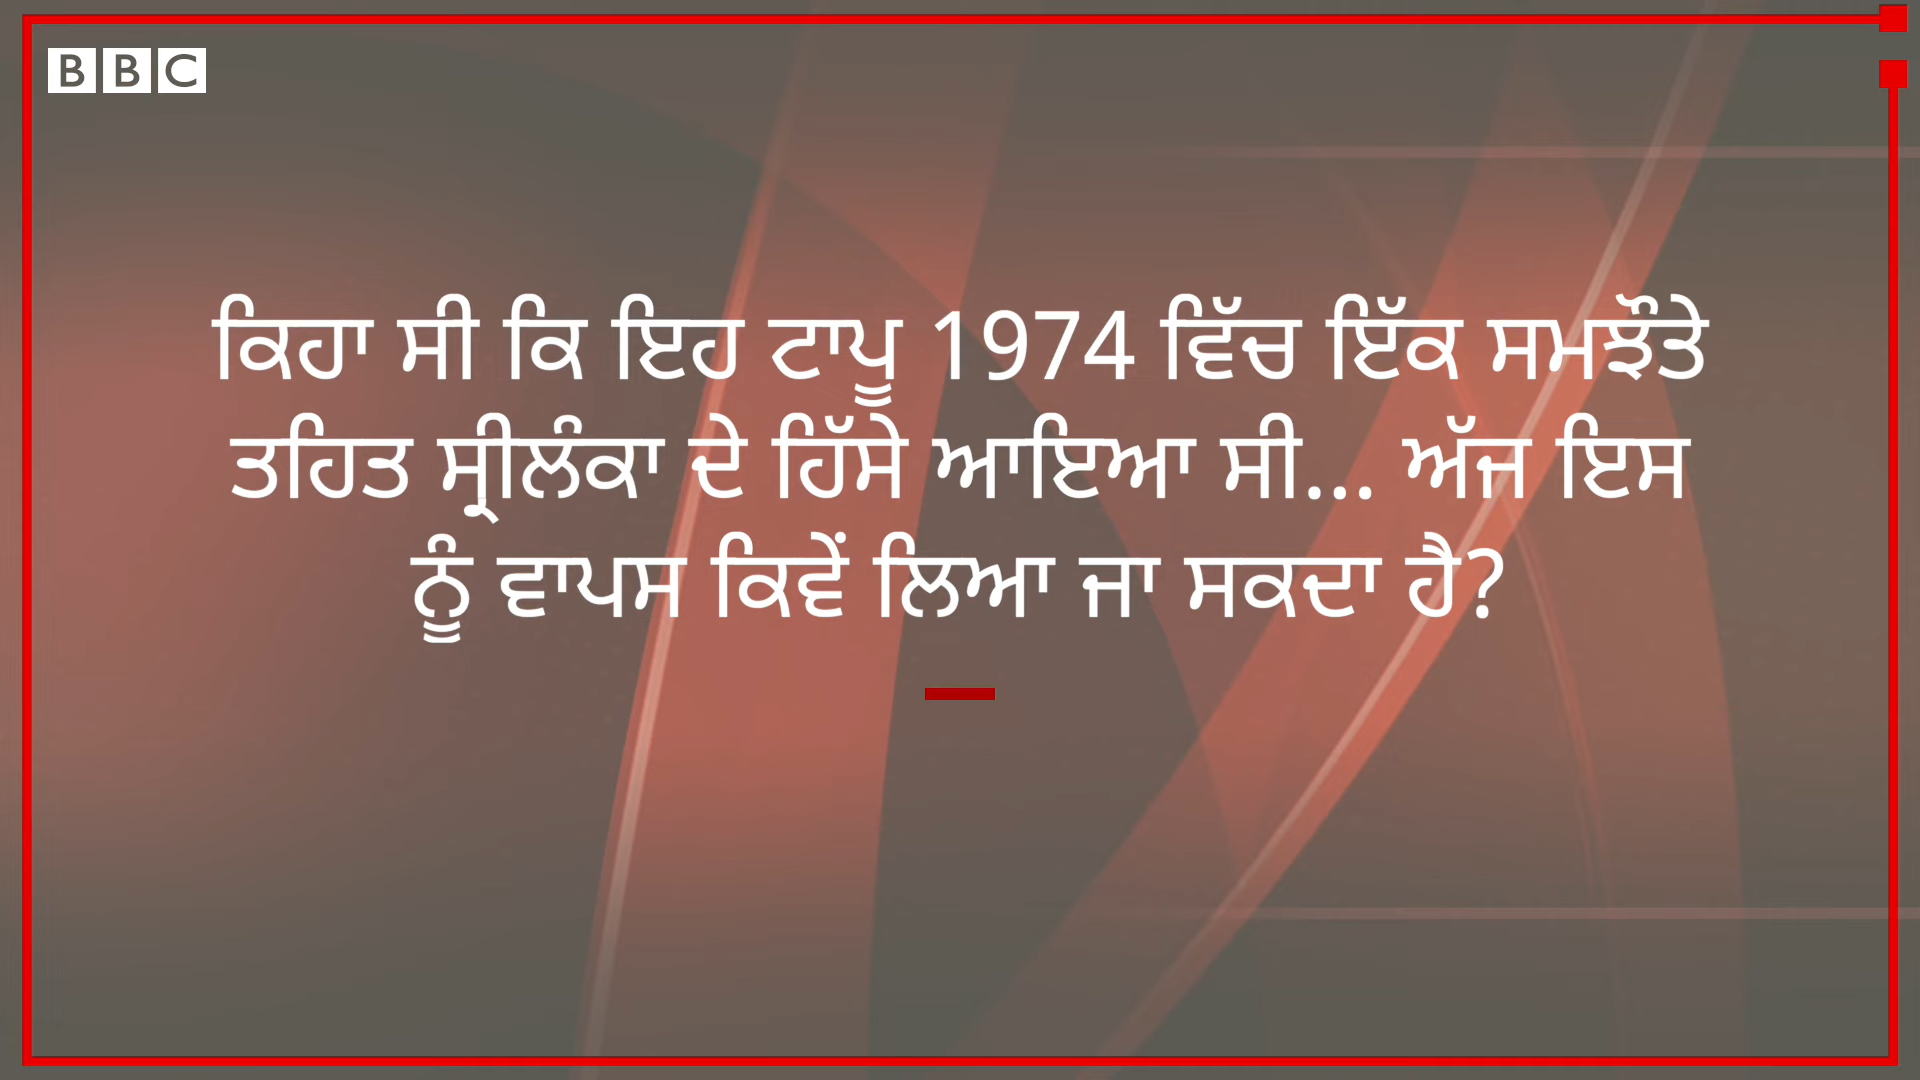 BBC
ਕਿਹਾ ਸੀ ਕਿ ਇਹ ਟਾਪੂ 1974 ਵਿੱਚ ਇੱਕ ਸਮਝੌਤੇ
ਤਹਿਤ ਸ੍ਰੀਲੰਕਾ ਦੇ ਹਿੱਸੇ ਆਇਆ ਸੀ... ਅੱਜ ਇਸ
ਨੂੰ ਵਾਪਸ ਕਿਵੇਂ ਲਿਆ ਜਾ ਸਕਦਾ ਹੈ?